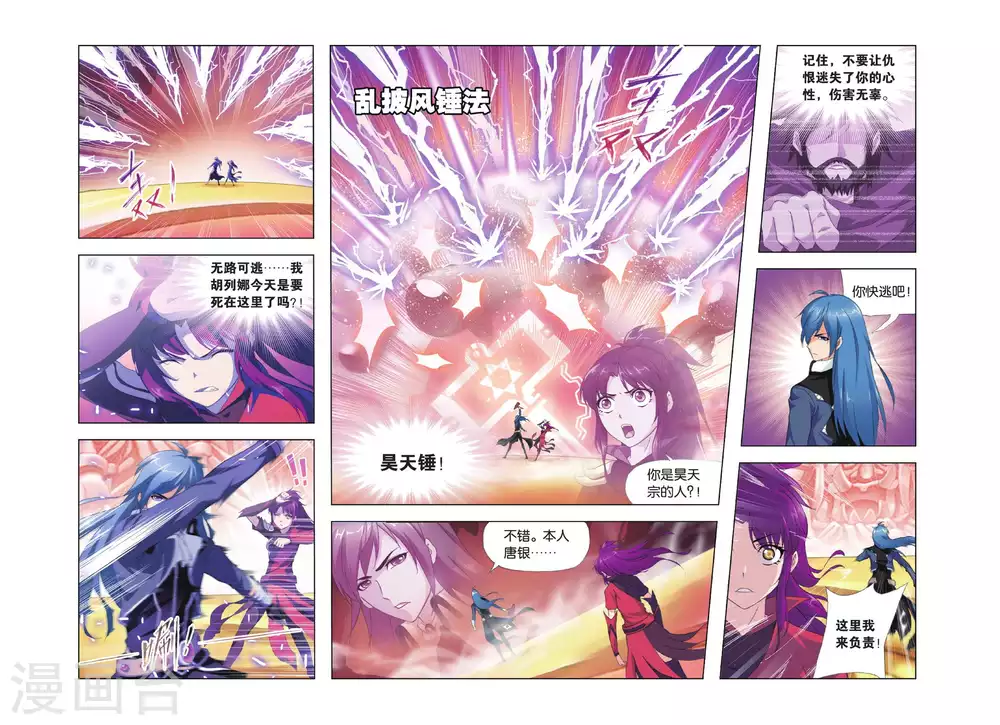 轰!
无路可逃······我
胡列娜今天是要
死在这里了吗?!
!!
唰!
乱披风锤法
昊天锤!
你是昊天
宗的人?!
不错。本人
唐银······
记住,不要让仇
恨迷失了你的心
性,伤害无辜。
你快逃吧!
这里我
来负责!
漫画台